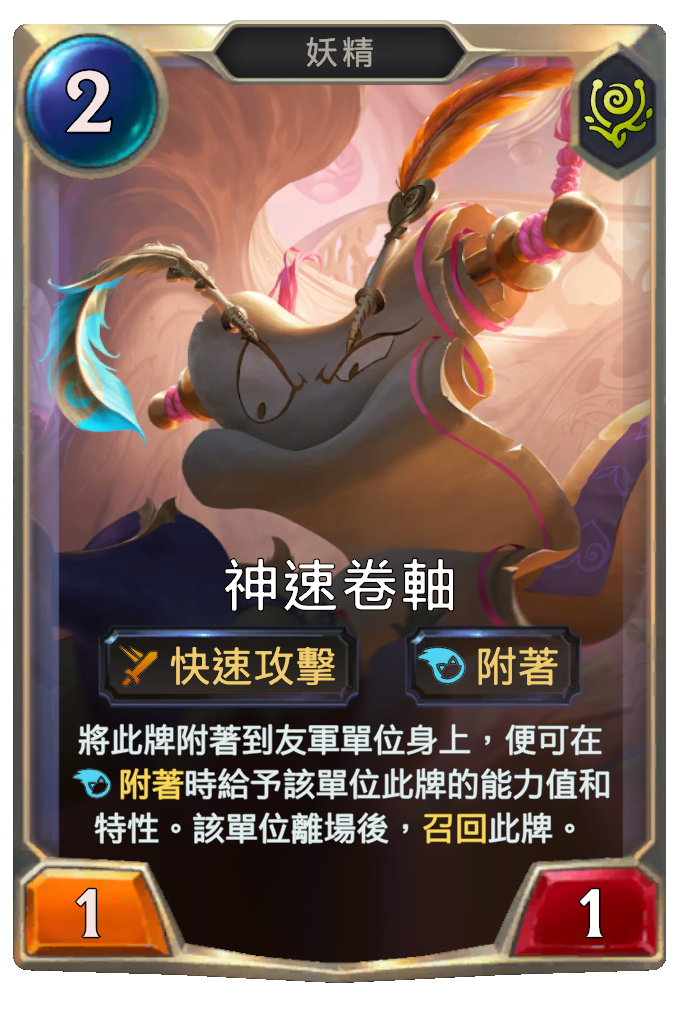 妖精
2
神速卷軸
快速攻擊 附著
將此牌附著到友軍單位身上，便可在
附著時給予該單位此牌的能力值和
特性。該單位離場後，召回此牌。
1 1